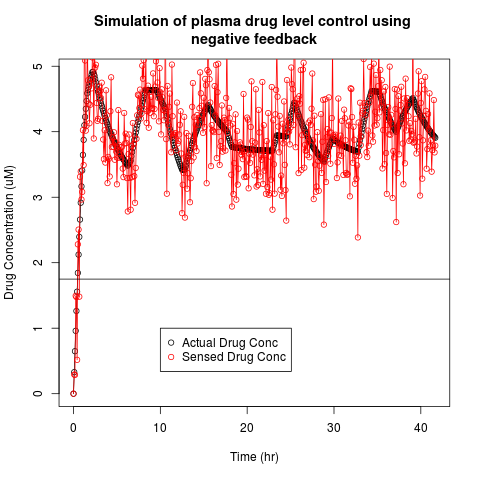 Simulation of plasma drug level control using
negative feedback
Drug Concentration (uM)
5
4
3
2
1
0
Actual Drug Conc
Sensed Drug Conc
0 10 20 30 40
Time (hr)